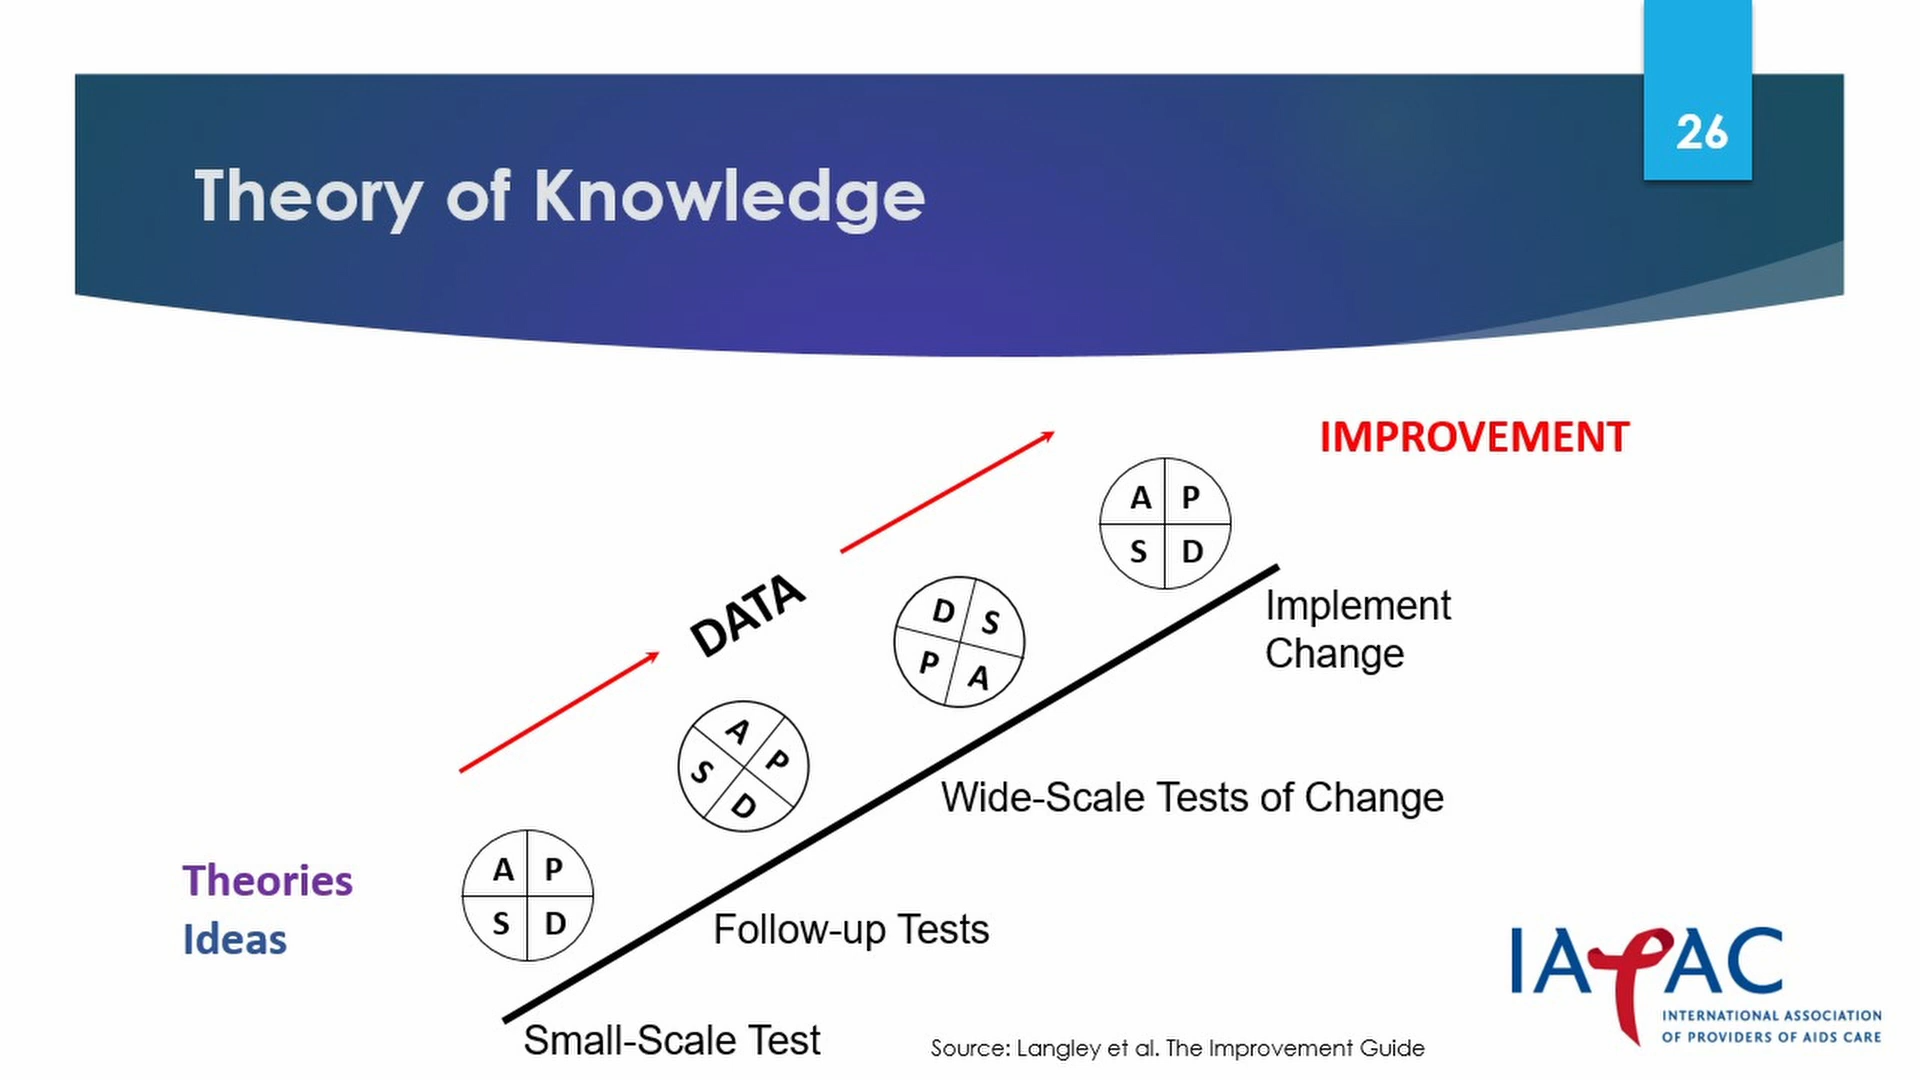 26
Theory of Knowledge
IMPROVEMENT
A P
S D
Implement
Change
DATA
D S
P A
Wide-Scale Tests of Change
A
S P
D
Theories
Ideas
A P
S D
Follow-up Tests
Small-Scale Test
Source: Langley et al. The Improvement Guide
IAPAC
INTERNATIONAL ASSOCIATION
OF PROVIDERS OF AIDS CARE